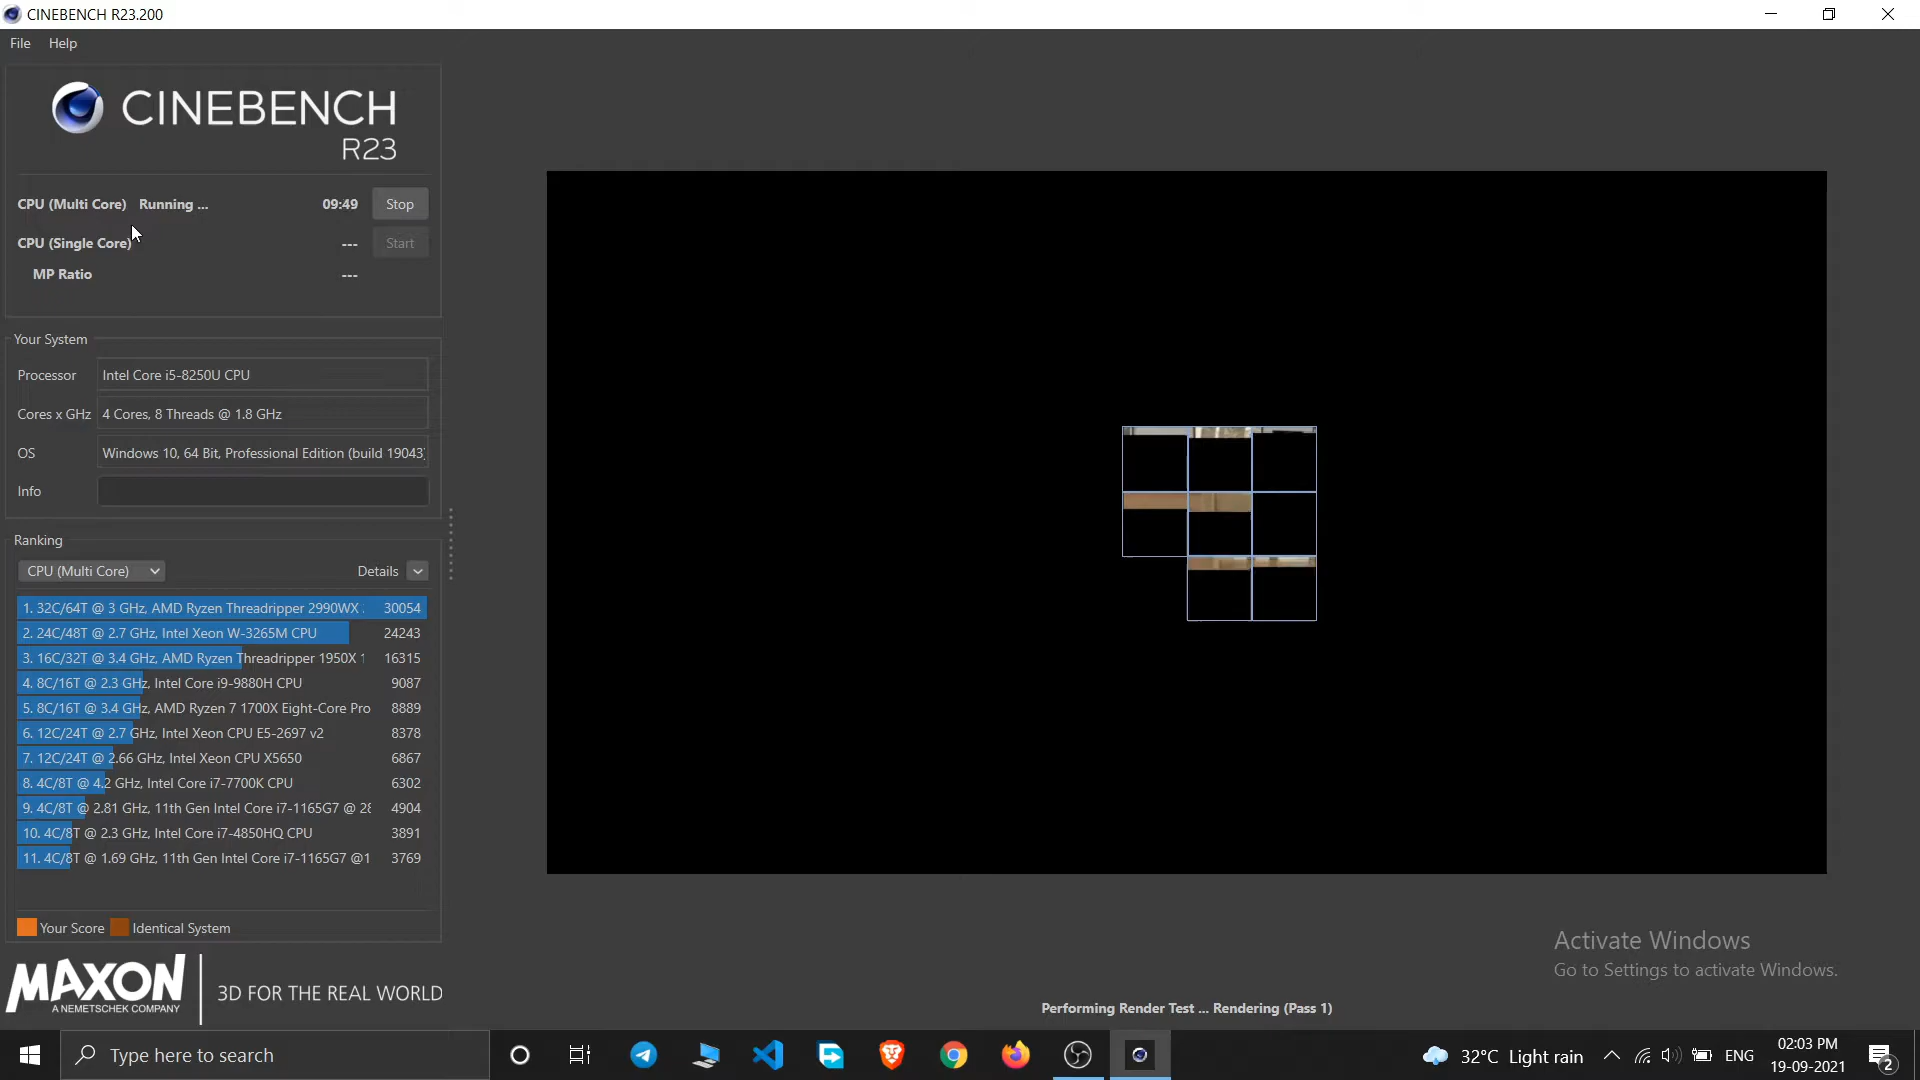 CINEBENCH R23.200
File Help
CINEBENCH
R23
CPU (Multi Core) Running ... 09:49 Stop
CPU (Single Core) --- Start
MP Ratio ---
Your System
Processor Intel Core i5-8250U CPU
Cores x GHz 4 Cores, 8 Threads @ 1.8 GHz
OS Windows 10, 64 Bit, Professional Edition (build 19043)
Info
Ranking
CPU (Multi Core) Details
1. 32C/64T @ 3 GHz, AMD Ryzen Threadripper 2990WX 30054
2. 24C/48T @ 2.7 GHz, Intel Xeon W-3265M CPU 24243
3. 16C/32T @ 3.4 GHz, AMD Ryzen Threadripper 1950X 1 16315
4. 8C/16T @ 2.3 GHz, Intel Core i9-9880H CPU 9087
5. 8C/16T @ 3.4 GHz, AMD Ryzen 7 1700X Eight-Core Pro 8889
6. 12C/24T @ 2.7 GHz, Intel Xeon CPU E5-2697 v2 8378
7. 12C/24T @ 2.66 GHz, Intel Xeon CPU X5650 6867
8. 4C/8T @ 4.2 GHz, Intel Core i7-7700K CPU 6302
9. 4C/8T @ 2.81 GHz, 11th Gen Intel Core i7-1165G7 @ 28 4904
10. 4C/8T @ 2.3 GHz, Intel Core i7-4850HQ CPU 3891
11. 4C/8T @ 1.69 GHz, 11th Gen Intel Core i7-1165G7 @1 3769
Your Score Identical System
MAXON
A NEMETSCHEK COMPANY
3D FOR THE REAL WORLD
Activate Windows
Go to Settings to activate Windows.
Performing Render Test ... Rendering (Pass 1)
Type here to search
32°C Light rain
ENG
02:03 PM
19-09-2021
2